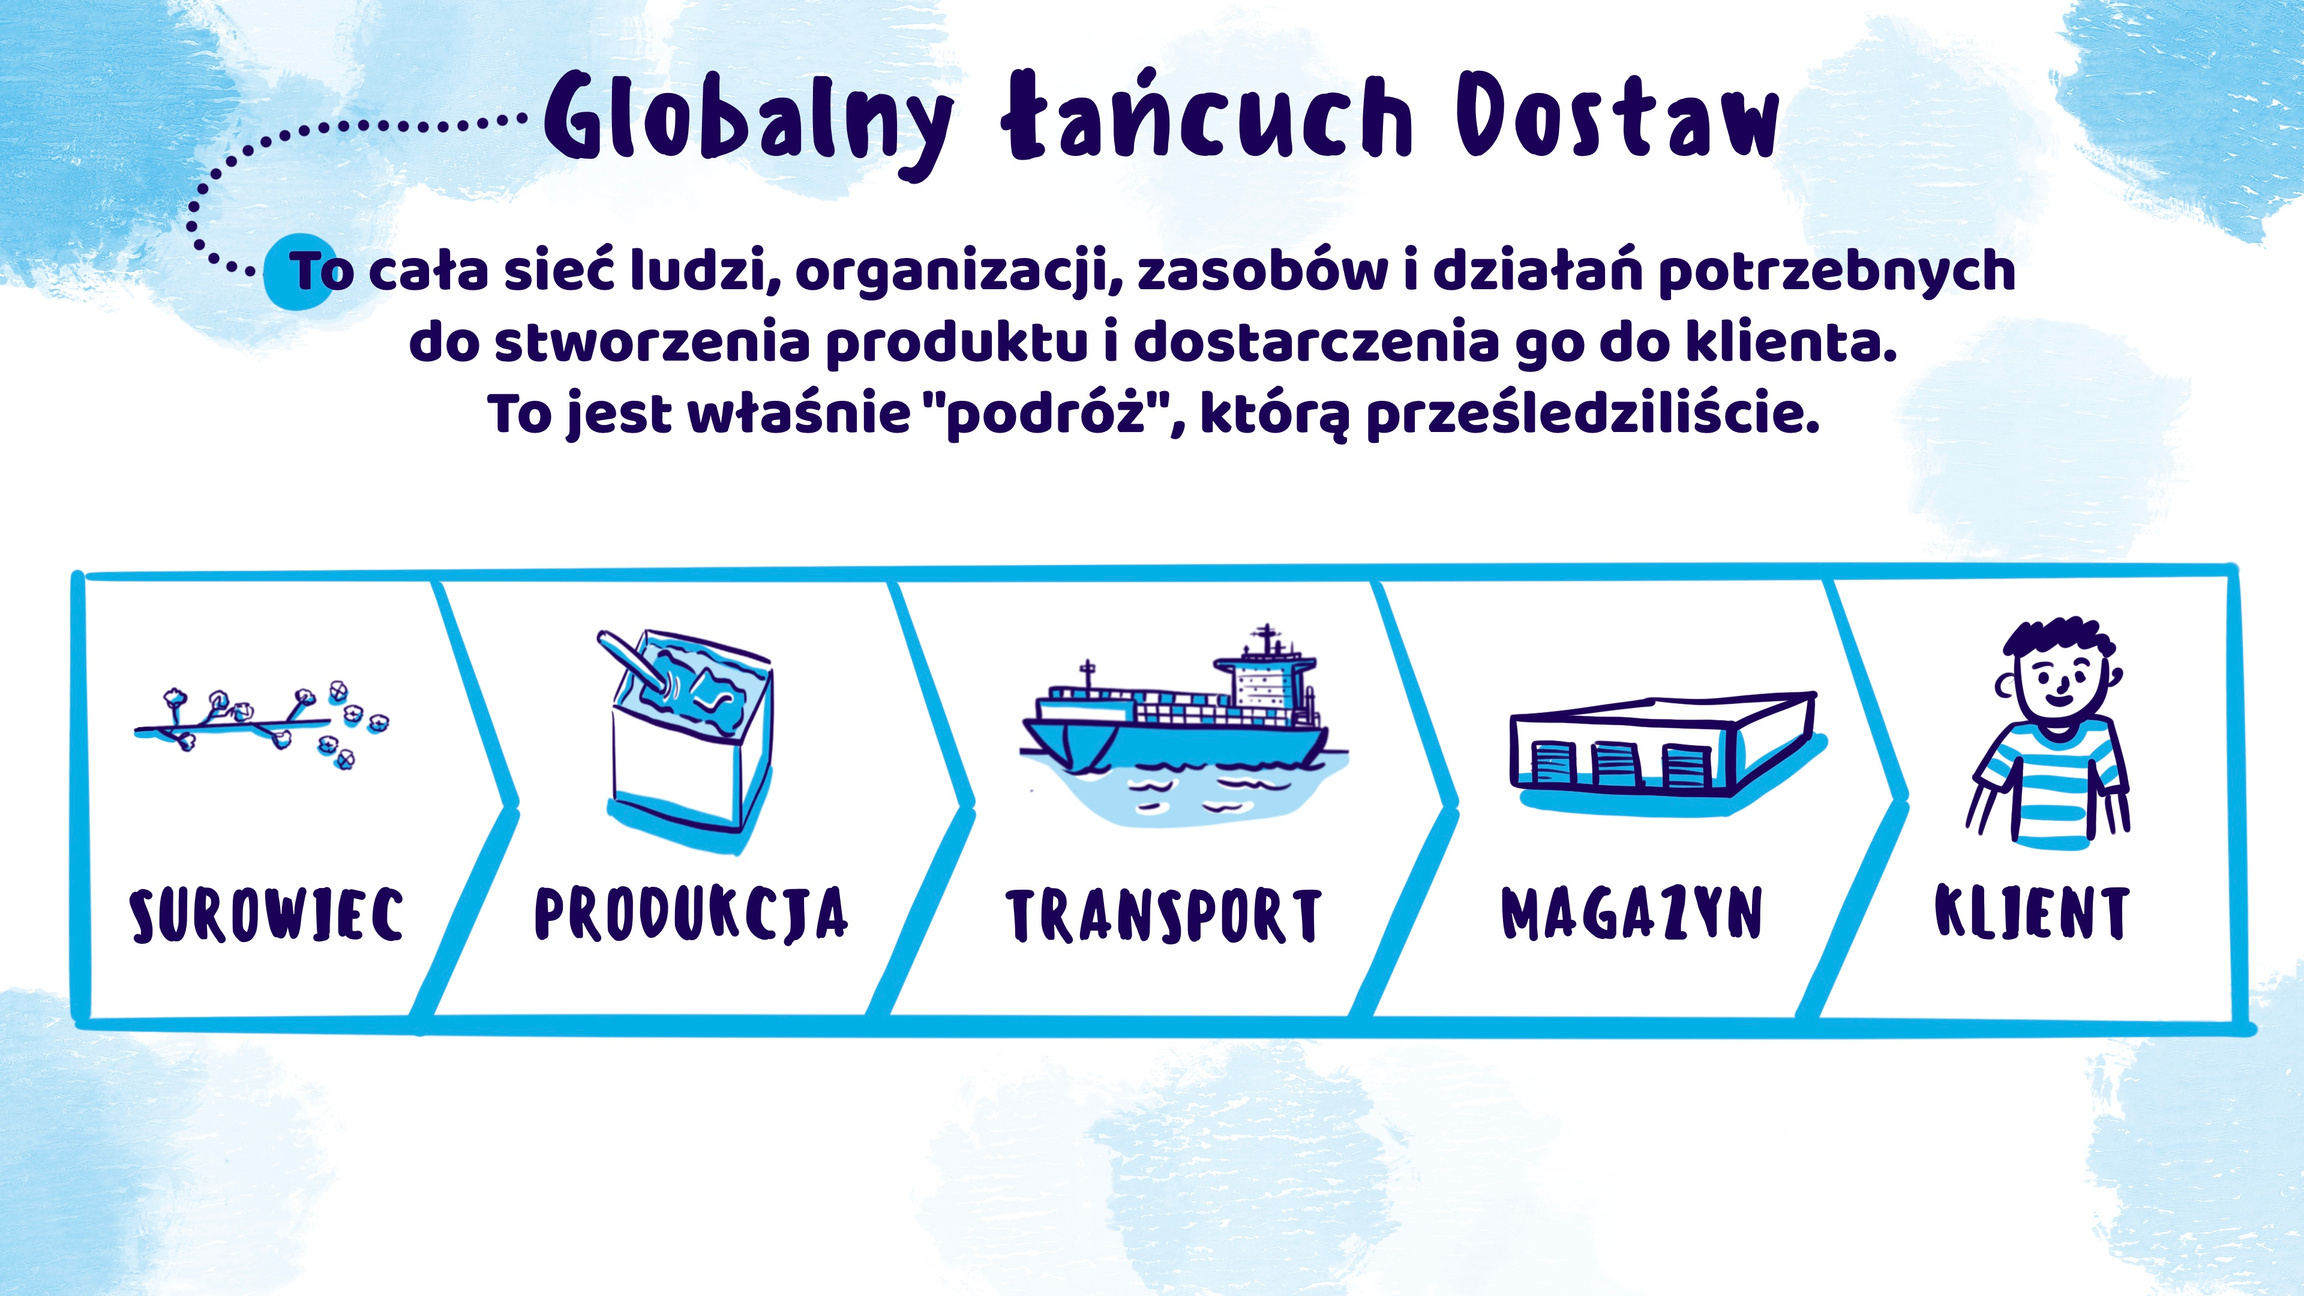 Globalny Łańcuch Dostaw
To cała sieć ludzi, organizacji, zasobów i działań potrzebnych
do stworzenia produktu i dostarczenia go do klienta.
To jest właśnie "podróż", którą prześledziliście.
SUROWIEC
PRODUKCJA
TRANSPORT
MAGAZYN
KLIENT